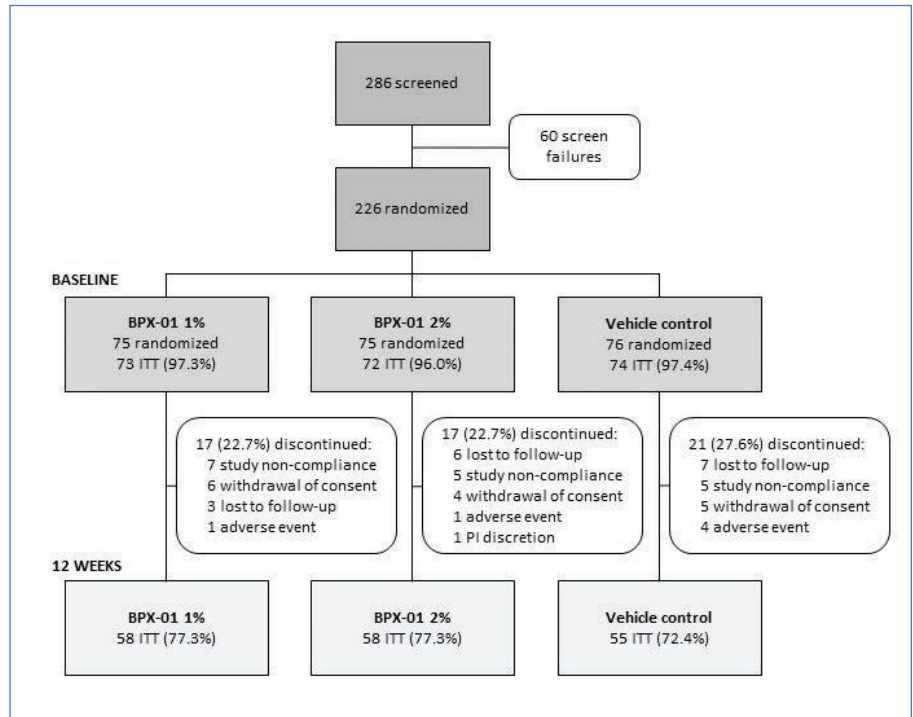 286 screened
60 screen
failures
226 randomized
BASELINE
BPX-01 1%
75 randomized
73 ITT (97.3%)
BPX-01 2%
75 randomized
72 ITT (96.0%)
Vehicle control
76 randomized
74 ITT (97.4%)
17 (22.7%) discontinued:
7 study non-compliance
6 withdrawal of consent
3 lost to follow-up
1 adverse event
17 (22.7%) discontinued:
6 lost to follow-up
5 study non-compliance
4 withdrawal of consent
1 adverse event
1 PI discretion
21 (27.6%) discontinued:
7 lost to follow-up
5 study non-compliance
5 withdrawal of consent
4 adverse event
12 WEEKS
BPX-01 1%
58 ITT (77.3%)
BPX-01 2%
58 ITT (77.3%)
Vehicle control
55 ITT (72.4%)